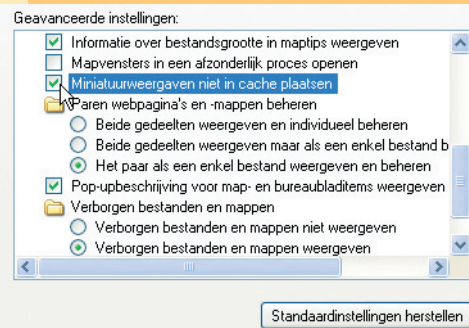 Geavanceerde instellingen:
Informatie over bestandsgrootte in maptips weergeven
Mapvensters in een afzonderlijk proces openen
Miniatuurweergaven niet in cache plaatsen
Paren webpagina's en -mappen beheren
Beide gedeelten weergeven en individueel beheren
Beide gedeelten weergeven maar als een enkel bestand b
Het paar als een enkel bestand weergeven en beheren
Pop-upbeschrijving voor map- en bureaubladitems weergeven
Verborgen bestanden en mappen
Verborgen bestanden en mappen niet weergeven
Verborgen bestanden en mappen weergeven
Standaardinstellingen herstellen